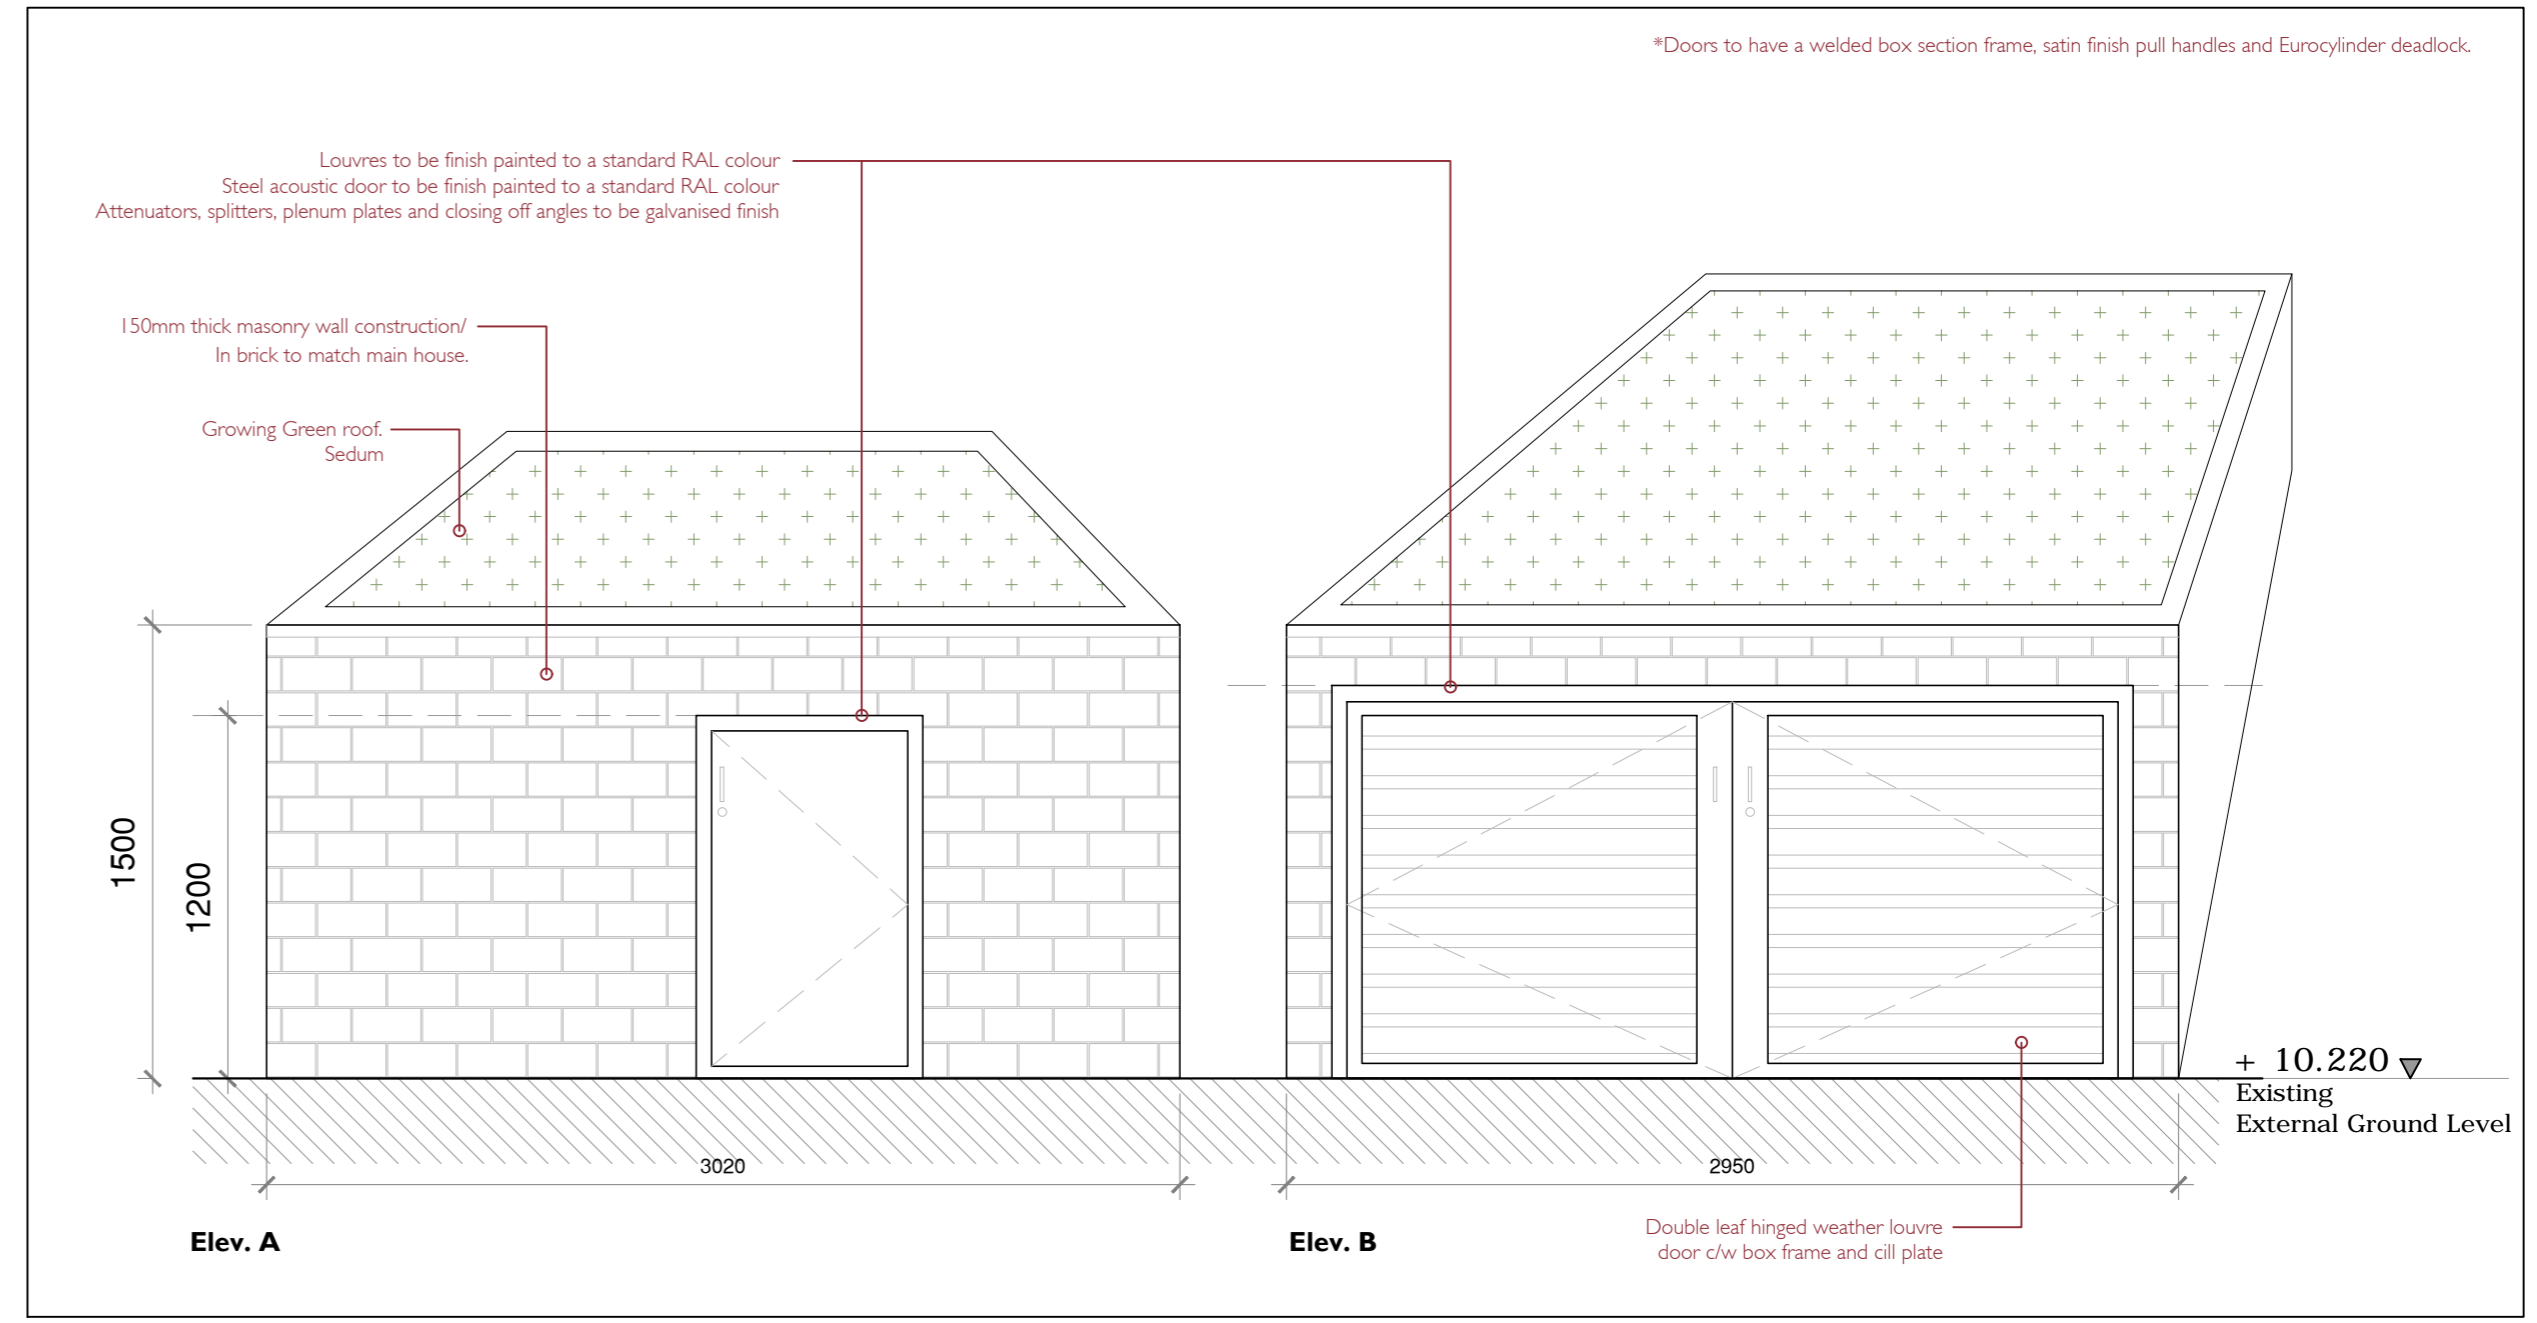 *Doors to have a welded box section frame, satin finish pull handles and Eurocylinder deadlock.
Louvres to be finish painted to a standard RAL colour
Steel acoustic door to be finish painted to a standard RAL colour
Attenuators, splitters, plenum plates and closing off angles to be galvanised finish
150mm thick masonry wall construction/
In brick to match main house.
Growing Green roof.
Sedum
1500
1200
+ 10.220
Existing
External Ground Level
3020
2950
Elev. A
Elev. B
Double leaf hinged weather louvre
door c/w box frame and cill plate